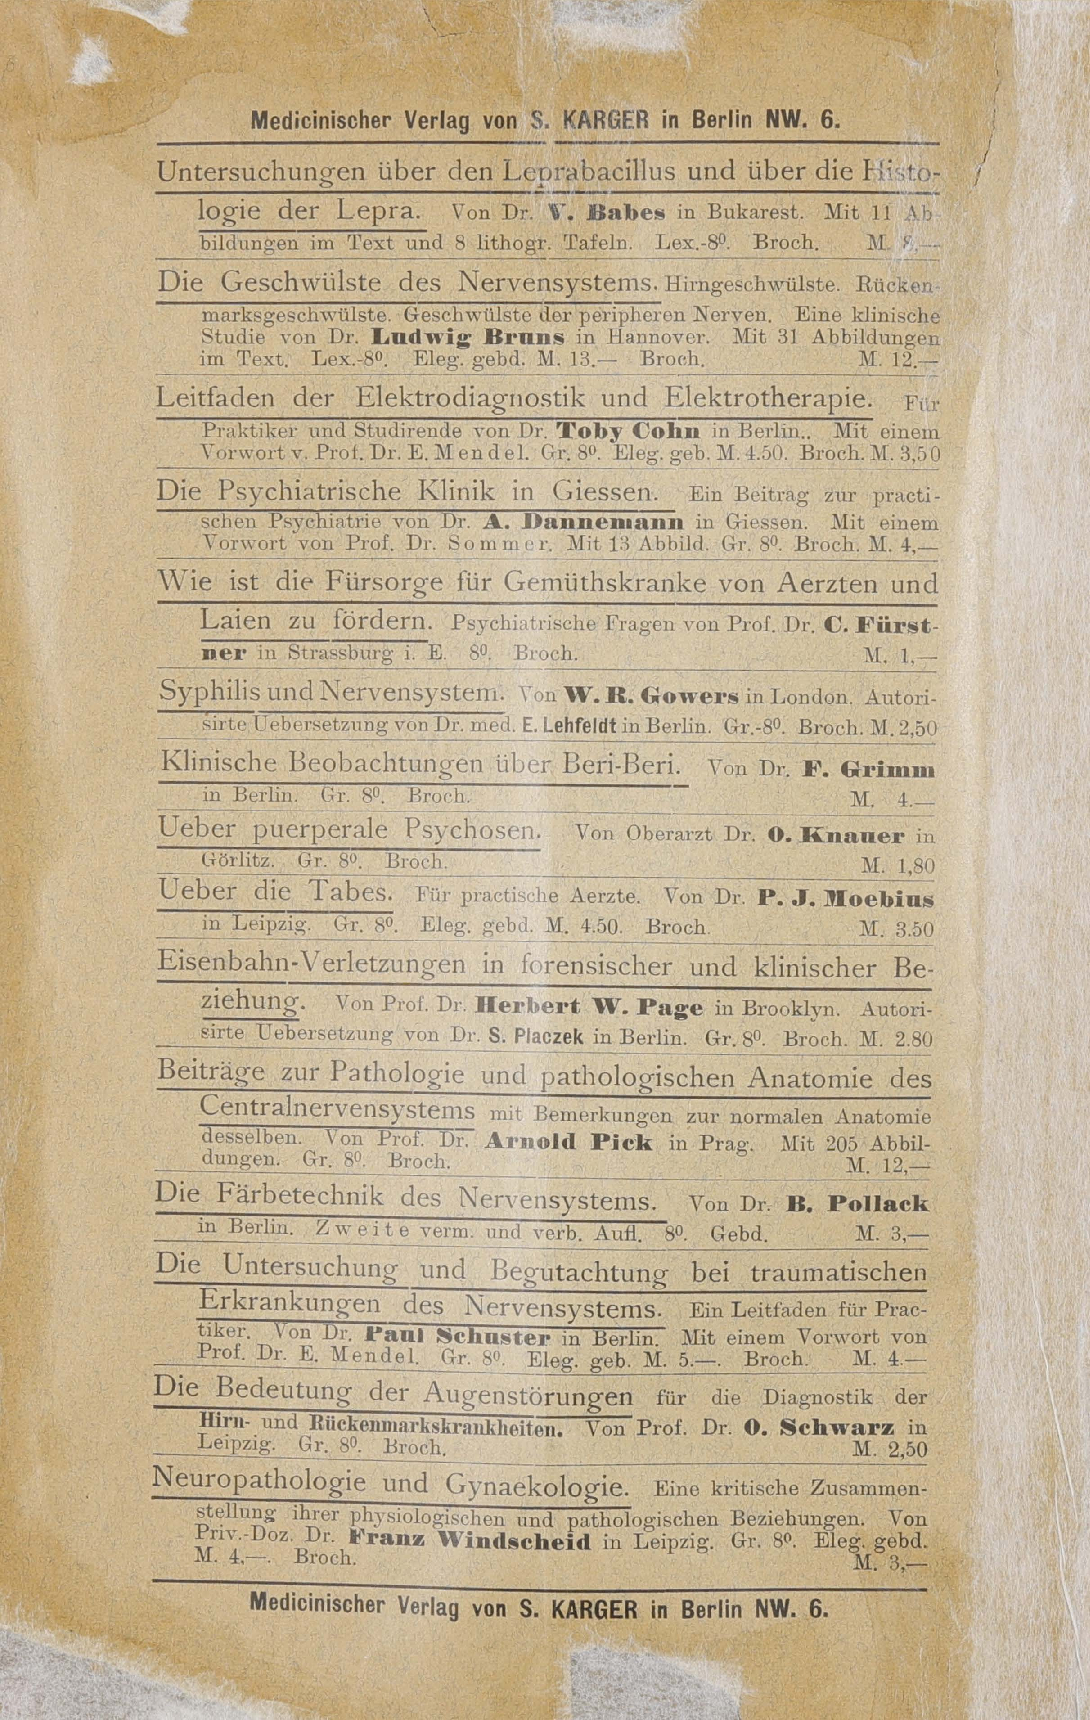 Medicinischer Verlag von S. KARGER in Berlin NW. 6.
Untersuchungen über den Leprabacillus und über die Histo-
logie der Lepra. Von Dr. V. Babes in Bukarest. Mit 11 Ab-
bildungen im Text und 8 lithogr. Tafeln. Lex.-8⁰. Broch. M. 8,—
Die Geschwülste des Nervensystems. Hirngeschwülste. Rücken-
marksgeschwülste. Geschwülste der peripheren Nerven. Eine klinische
Studie von Dr. Ludwig Bruns in Hannover. Mit 31 Abbildungen
im Text. Lex.-8⁰. Eleg. gebd. M. 13.— Broch. M. 12.—
Leitfaden der Elektrodiagnostik und Elektrotherapie. Für
Praktiker und Studirende von Dr. Toby Cohn in Berlin.. Mit einem
Vorwort v. Prof. Dr. E. Mendel. Gr. 8⁰. Eleg. geb. M. 4.50. Broch. M. 3,50
Die Psychiatrische Klinik in Giessen. Ein Beitrag zur practi-
schen Psychiatrie von Dr. A. Dannemann in Giessen. Mit einem
Vorwort von Prof. Dr. Sommer. Mit 13 Abbild. Gr. 8⁰. Broch. M. 4,—
Wie ist die Fürsorge für Gemüthskranke von Aerzten und
Laien zu fördern. Psychiatrische Fragen von Prof. Dr. C. Fürst-
ner in Strassburg i. E. 8⁰. Broch. M. 1,—
Syphilis und Nervensystem. Von W. R. Gowers in London. Autori-
sirte Uebersetzung von Dr. med. E. Lehfeldt in Berlin. Gr.-8⁰. Broch. M. 2,50
Klinische Beobachtungen über Beri-Beri. Von Dr. F. Grimm
in Berlin. Gr. 8⁰. Broch. M. 4.—
Ueber puerperale Psychosen. Von Oberarzt Dr. O. Knauer in
Görlitz. Gr. 8⁰. Broch. M. 1,80
Ueber die Tabes. Für practische Aerzte. Von Dr. P. J. Moebius
in Leipzig. Gr. 8⁰. Eleg. gebd. M. 4.50. Broch. M. 3.50
Eisenbahn-Verletzungen in forensischer und klinischer Be-
ziehung. Von Prof. Dr. Herbert W. Page in Brooklyn. Autori-
sirte Uebersetzung von Dr. S. Placzek in Berlin. Gr. 8⁰. Broch. M. 2.80
Beiträge zur Pathologie und pathologischen Anatomie des
Centralnervensystems mit Bemerkungen zur normalen Anatomie
desselben. Von Prof. Dr. Arnold Pick in Prag. Mit 205 Abbil-
dungen. Gr. 8⁰. Broch. M. 12,—
Die Färbetechnik des Nervensystems. Von Dr. B. Pollack
in Berlin. Zweite verm. und verb. Aufl. 8⁰. Gebd. M. 3,—
Die Untersuchung und Begutachtung bei traumatischen
Erkrankungen des Nervensystems. Ein Leitfaden für Prac-
tiker. Von Dr. Paul Schuster in Berlin. Mit einem Vorwort von
Prof. Dr. E. Mendel. Gr. 8⁰. Eleg. geb. M. 5.—. Broch. M. 4.—
Die Bedeutung der Augenstörungen für die Diagnostik der
Hirn- und Rückenmarkskrankheiten. Von Prof. Dr. O. Schwarz in
Leipzig. Gr. 8⁰. Broch. M. 2,50
Neuropathologie und Gynaekologie. Eine kritische Zusammen-
stellung ihrer physiologischen und pathologischen Beziehungen. Von
Priv.-Doz. Dr. Franz Windscheid in Leipzig. Gr. 8⁰. Eleg. gebd.
M. 4.—. Broch. M. 3,—
Medicinischer Verlag von S. KARGER in Berlin NW. 6.